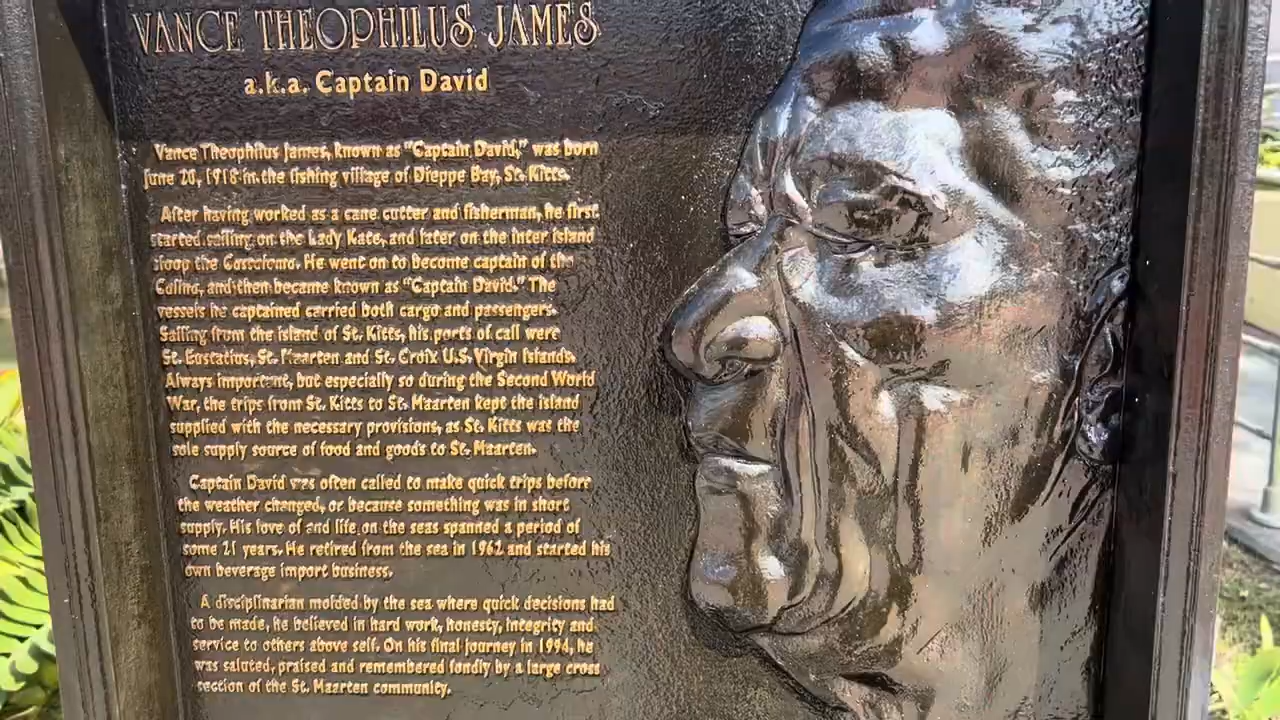 VANCE THEOPHILUS JAMES
a.k.a. Captain David
Vance Theophilus James, known as "Captain David," was born
June 20, 1918 in the fishing village of Dieppe Bay, St. Kitts.
After having worked as a cane cutter and fisherman, he first
started sailing on the Lady Kate, and later on the inter island
sloop the He went on to become captain of the
and then became known as "Captain David." The
vessels he captained carried both cargo and passengers.
Sailing from the island of St. Kitts, his ports of call were
St. Eustatius, St. Maarten and St. Croix U.S. Virgin Islands.
Always important, but especially so during the Second World
War, the trips from St. Kitts to St. Maarten kept the island
supplied with the necessary provisions, as St. Kitts was the
sole supply source of food and goods to St. Maarten.
Captain David was often called to make quick trips before
the weather changed, or because something was in short
supply. His love of and life on the seas spanned a period of
some 21 years. He retired from the sea in 1962 and started his
own beverage import business.
A disciplinarian molded by the sea where quick decisions had
to be made, he believed in hard work, honesty, integrity and
service to others above self. On his final journey in 1994, he
was saluted, praised and remembered fondly by a large cross
section of the St. Maarten community.